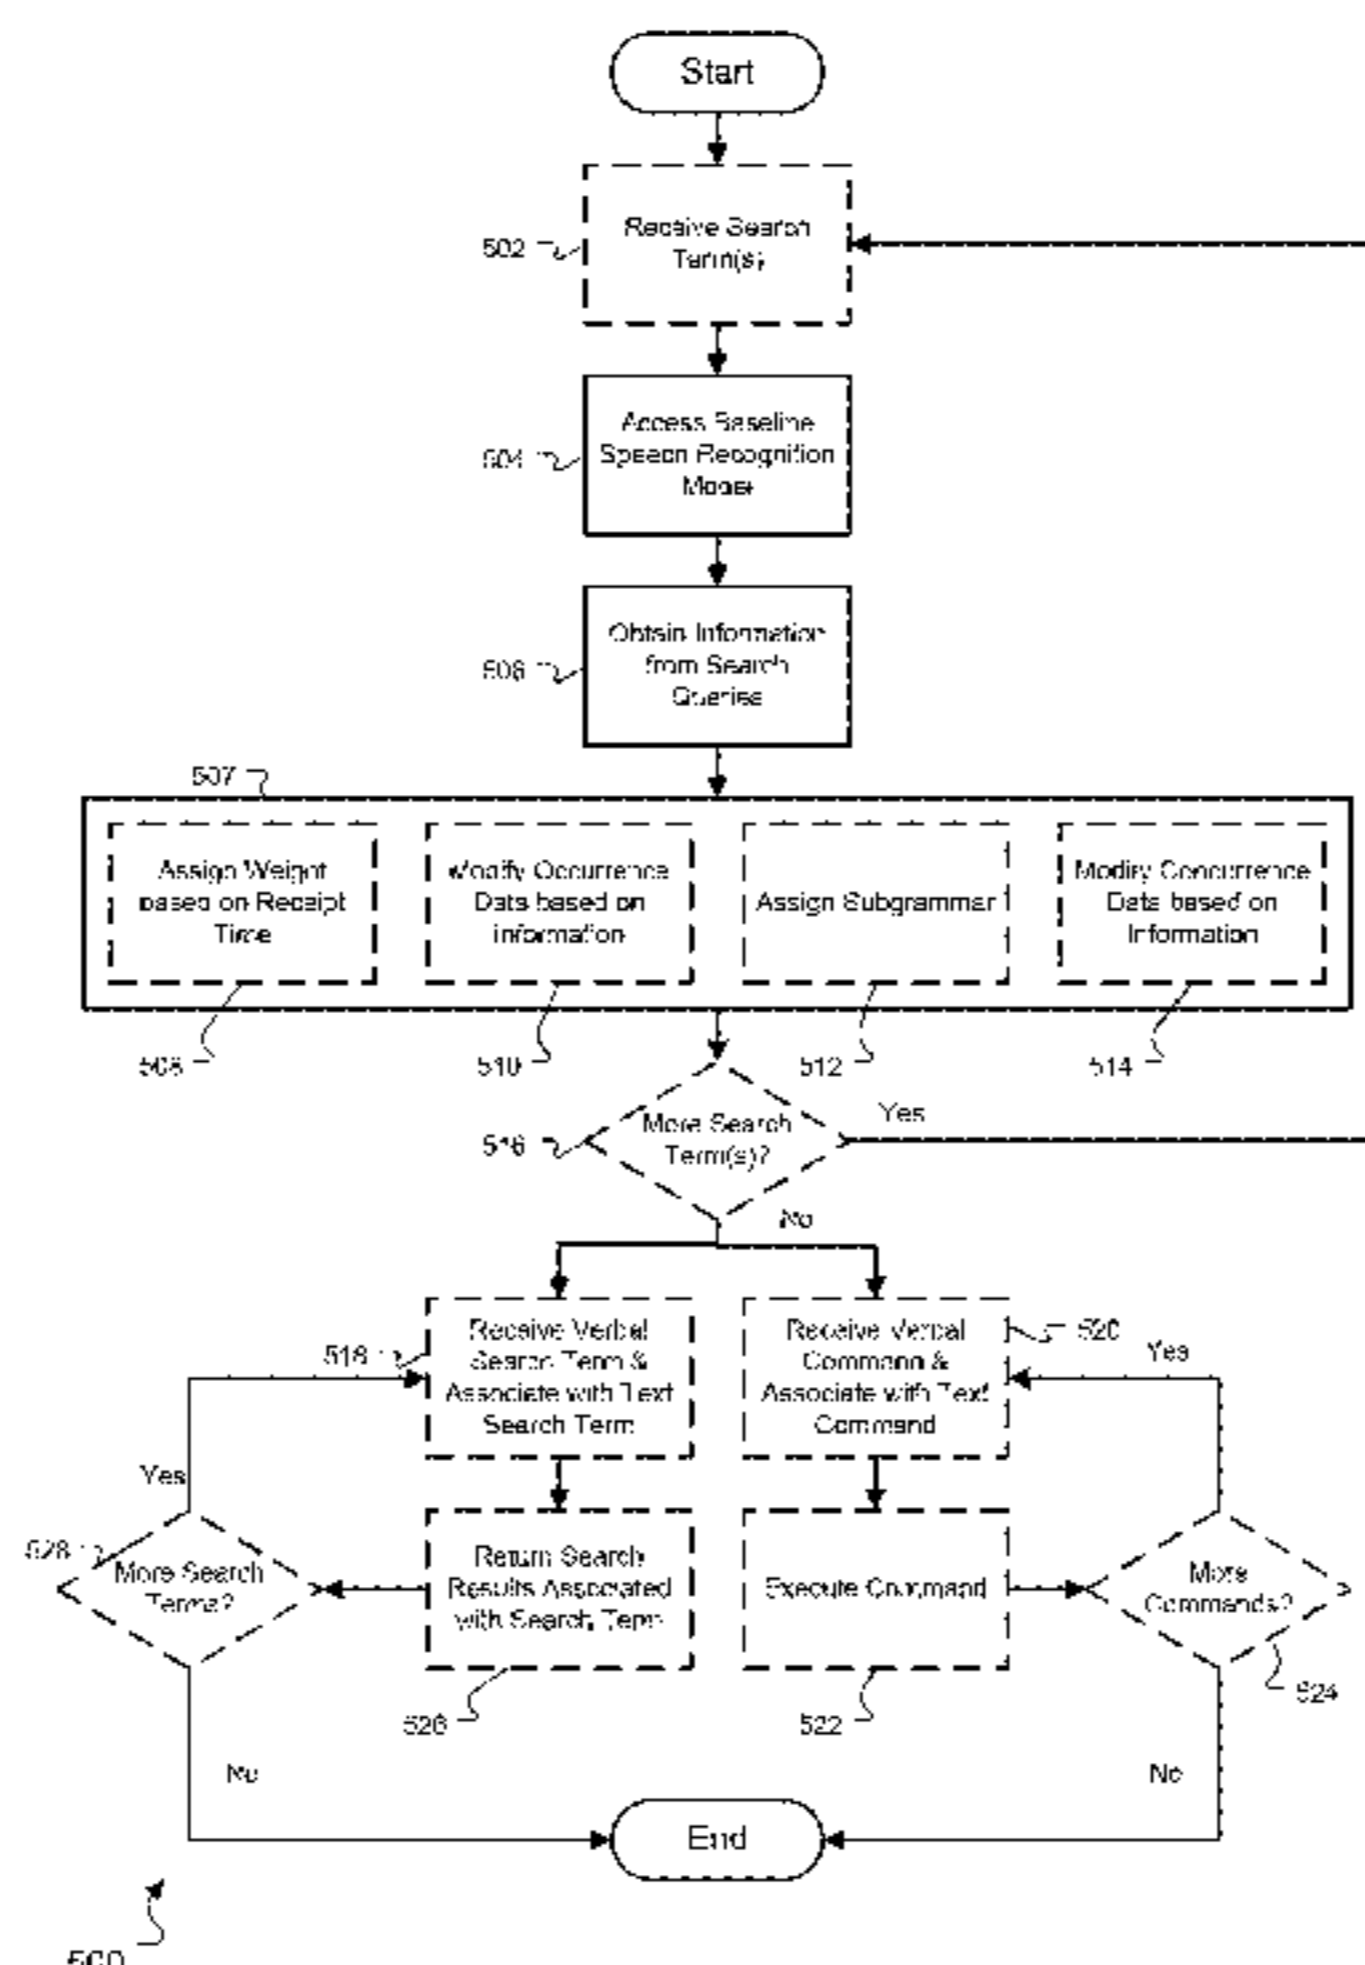 Start
502
Receive Search
Term(s)
504
Access Baseline
Speech Recognition
Model
506
Obtain Information
from Search
Queries
507
Assign Weight
based on Receipt
Time
Modify Occurrence
Data based on
information
Assign Subgrammar
Modify Concurrence
Data based on
Information
508
510
512
514
516
More Search
Term(s)?
Yes
No
518
Receive Verbal
Search Term &
Associate with Text
Search Term
Receive Verbal
Command &
Associate with Text
Command
520
Yes
Yes
528
More Search
Terms?
Return Search
Results Associated
with Search Term
Execute Command
More
Commands?
526
522
524
No
No
End
500